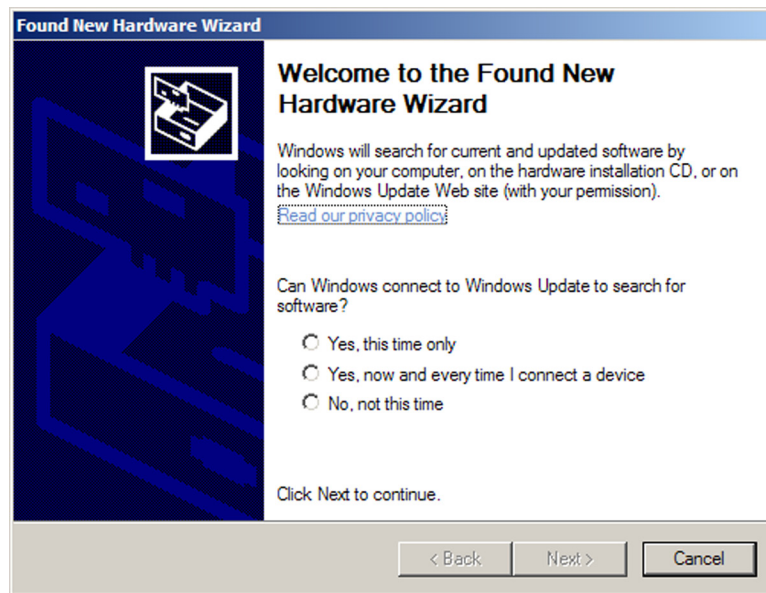 Found New Hardware Wizard
Welcome to the Found New
Hardware Wizard
Windows will search for current and updated software by
looking on your computer, on the hardware installation CD, or on
the Windows Update Web site (with your permission).
Read our privacy policy
Can Windows connect to Windows Update to search for
software?
Yes, this time only
Yes, now and every time I connect a device
No, not this time
Click Next to continue.
< Back Next > Cancel